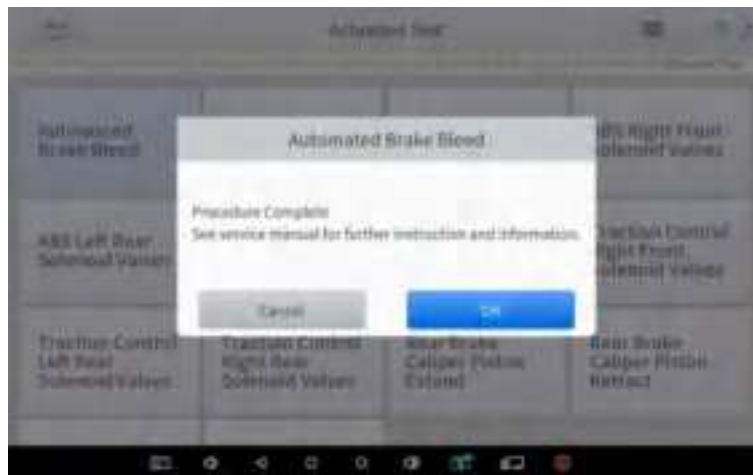 Actuation Test
Automated
Brake Bleed
ABS Right Front
Solenoid Valves
Automated Brake Bleed
Procedure Complete
See service manual for further instruction and information.
ABS Left Rear
Solenoid Valves
Traction Control
Right Front
Solenoid Valves
Cancel
OK
Traction Control
Left Rear
Solenoid Valves
Traction Control
Right Rear
Solenoid Valves
Rear Brake
Caliper Piston
Extend
Rear Brake
Caliper Piston
Retract